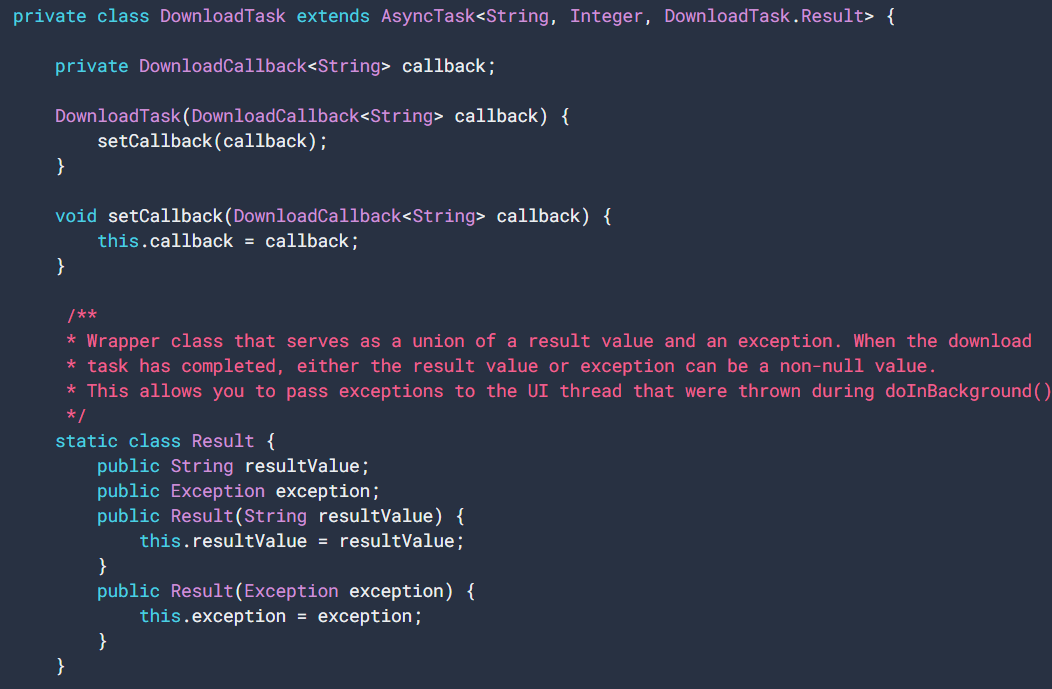 private class DownloadTask extends AsyncTask<String, Integer, DownloadTask.Result> {

    private DownloadCallback<String> callback;

    DownloadTask(DownloadCallback<String> callback) {
        setCallback(callback);
    }

    void setCallback(DownloadCallback<String> callback) {
        this.callback = callback;
    }

     /**
     * Wrapper class that serves as a union of a result value and an exception. When the download
     * task has completed, either the result value or exception can be a non-null value.
     * This allows you to pass exceptions to the UI thread that were thrown during doInBackground()
     */
    static class Result {
        public String resultValue;
        public Exception exception;
        public Result(String resultValue) {
            this.resultValue = resultValue;
        }
        public Result(Exception exception) {
            this.exception = exception;
        }
    }